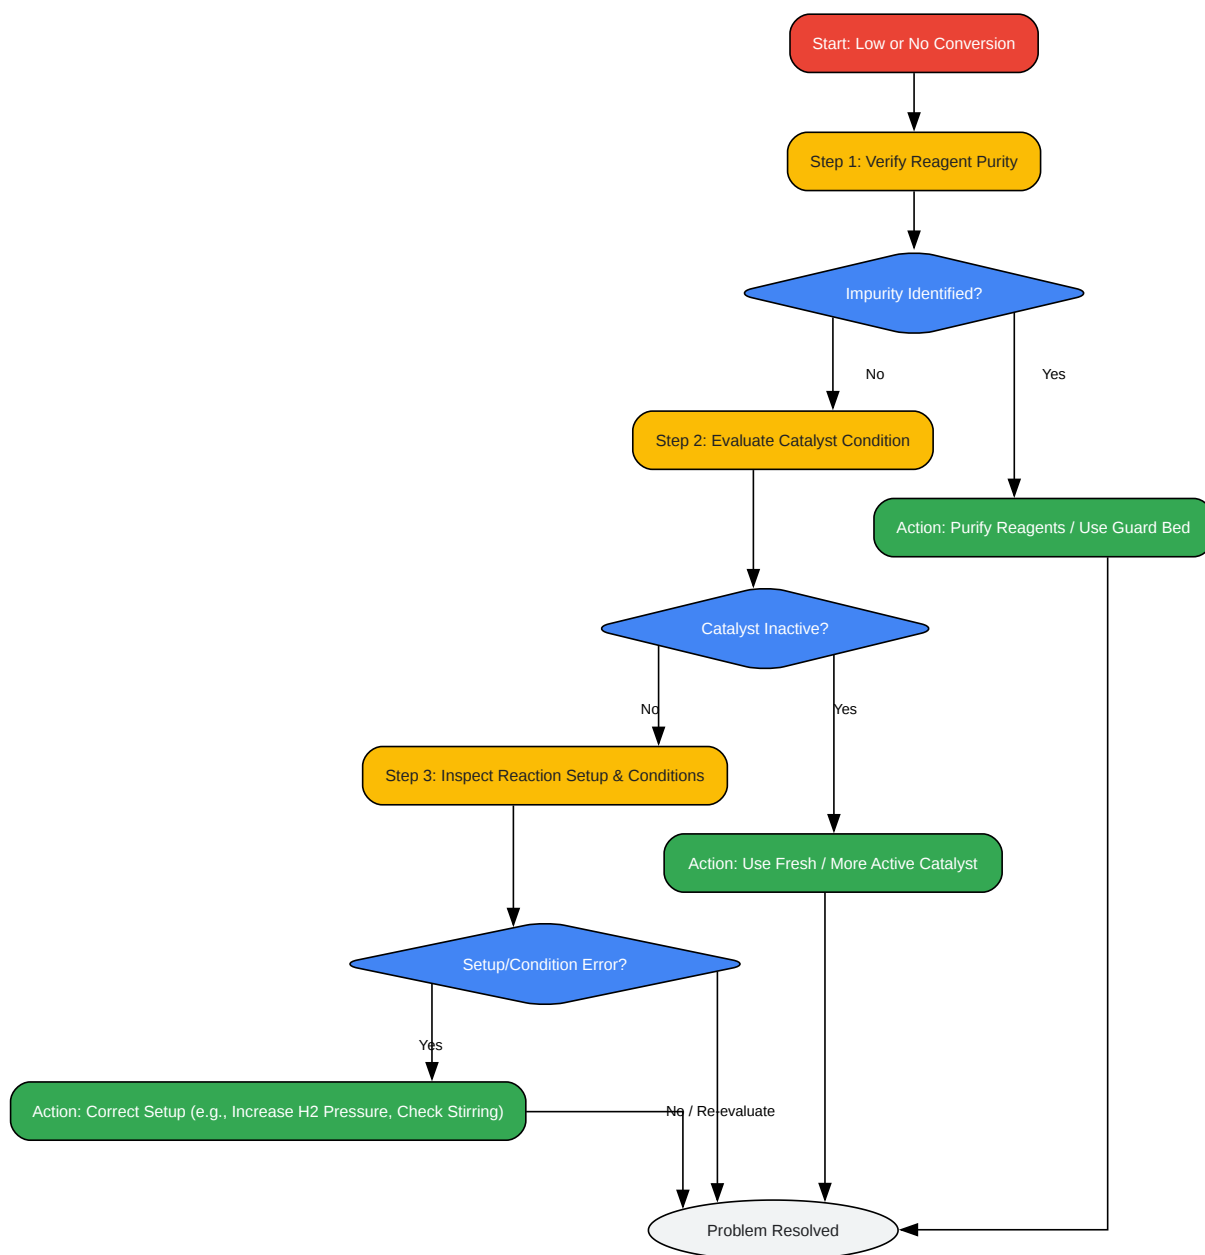 Start: Low or No Conversion
Step 1: Verify Reagent Purity
Impurity Identified?
No
Yes
Step 2: Evaluate Catalyst Condition
Action: Purify Reagents / Use Guard Bed
Catalyst Inactive?
No
Yes
Step 3: Inspect Reaction Setup & Conditions
Action: Use Fresh / More Active Catalyst
Setup/Condition Error?
Yes
Action: Correct Setup (e.g., Increase H2 Pressure, Check Stirring)
No / Re-evaluate
Problem Resolved